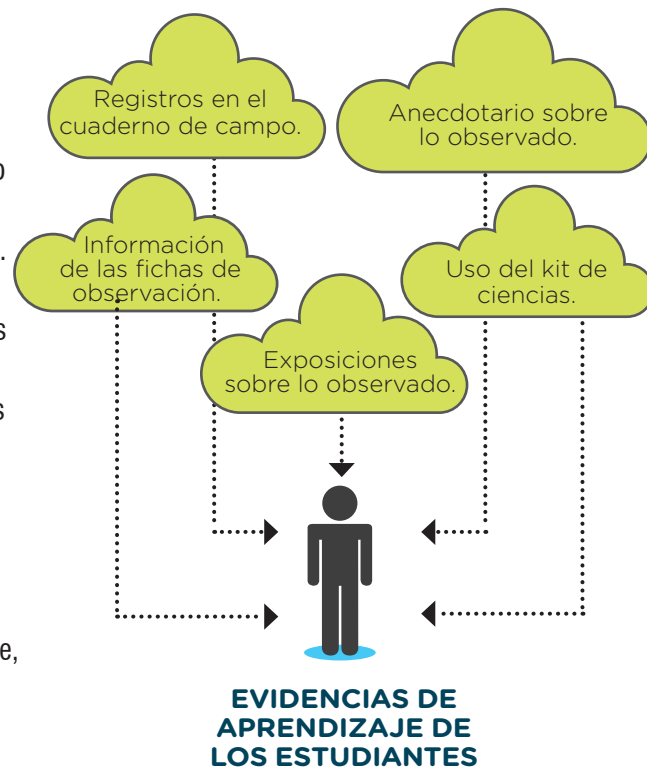 Registros en el
cuaderno de campo.
Anecdotario sobre
lo observado.
Información
de las fichas de
observación.
Uso del kit de
ciencias.
Exposiciones
sobre lo observado.
EVIDENCIAS DE
APRENDIZAJE DE
LOS ESTUDIANTES